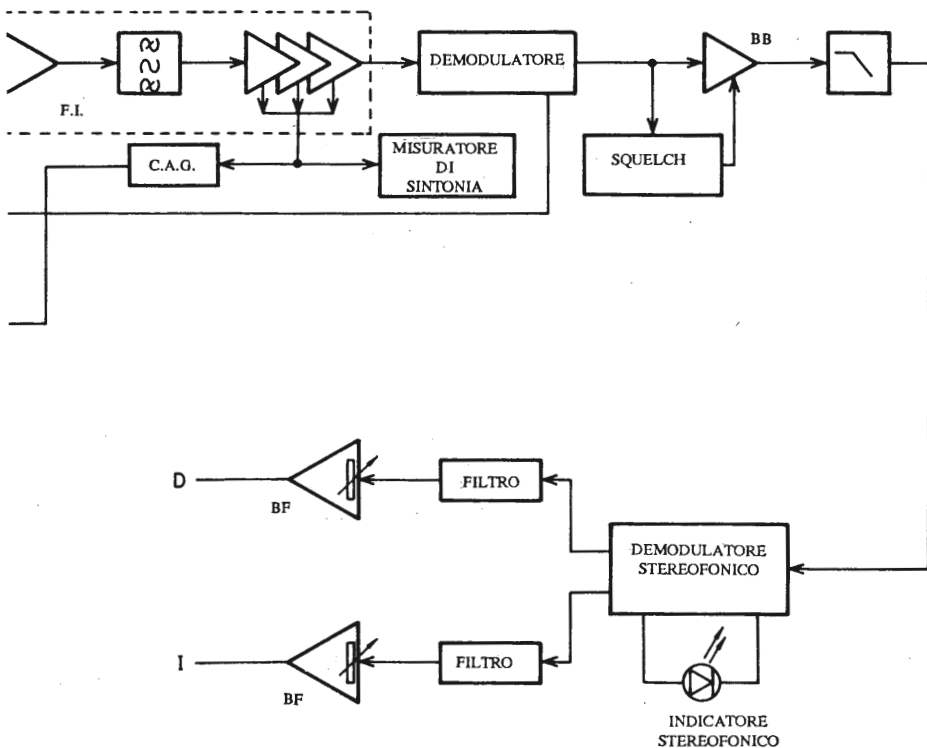 BB
DEMODULATORE
F.I.
C.A.G.
MISURATORE
DI
SINTONIA
SQUELCH
D
BF
FILTRO
DEMODULATORE
STEREOFONICO
I
BF
FILTRO
INDICATORE
STEREOFONICO